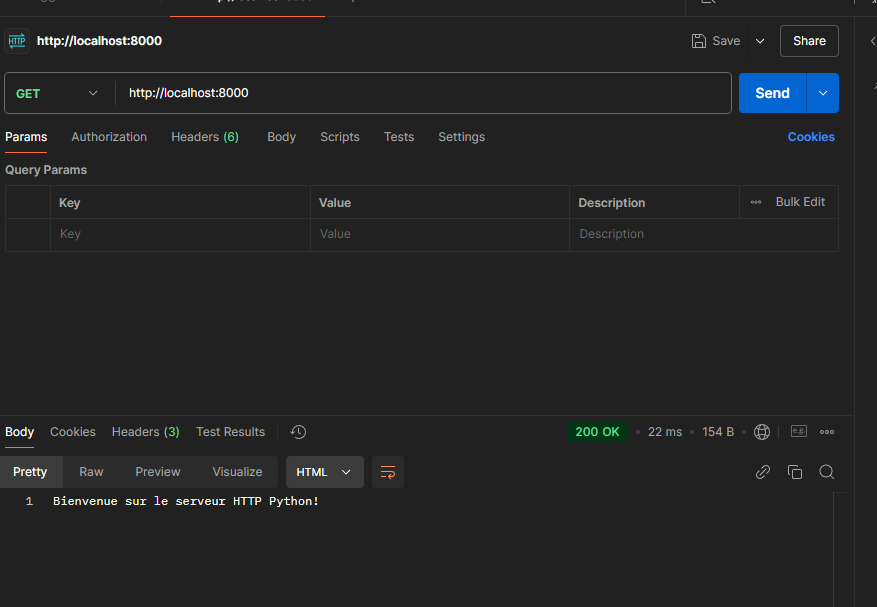 HTTP http://localhost:8000 Save Share
GET http://localhost:8000 Send
Params Authorization Headers (6) Body Scripts Tests Settings Cookies
Query Params
Key Value Description Bulk Edit
Key Value Description
Body Cookies Headers (3) Test Results 200 OK 22 ms 154 B
Pretty Raw Preview Visualize HTML
1 Bienvenue sur le serveur HTTP Python!